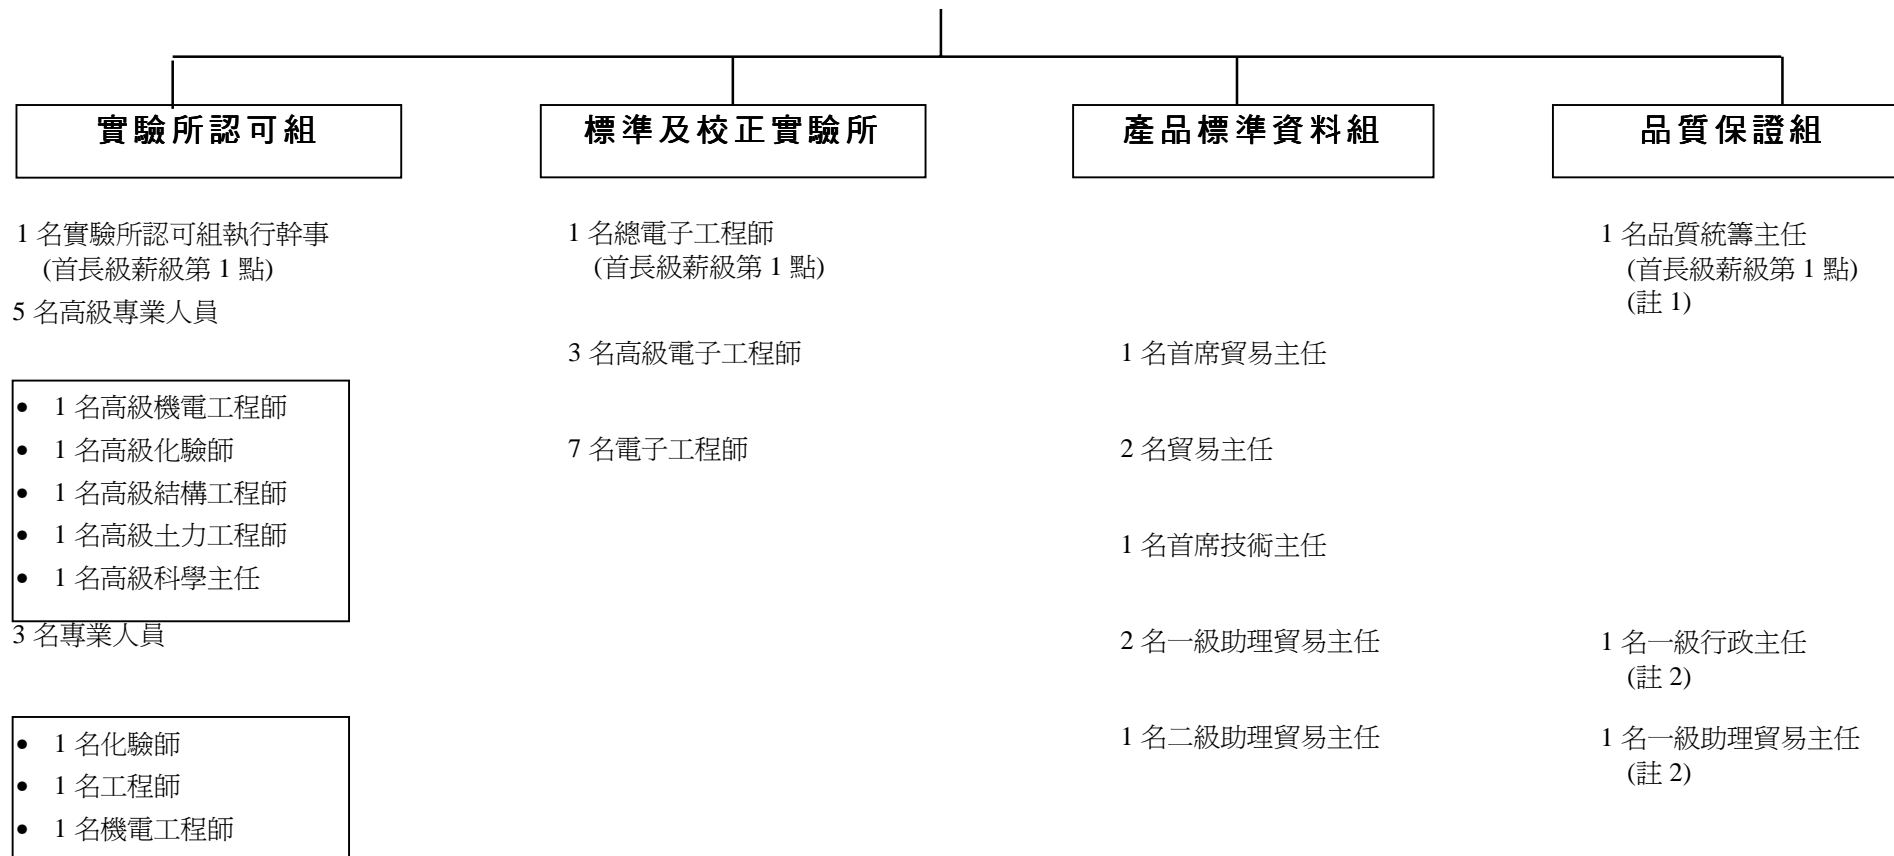 實驗所認可組
1 名實驗所認可組執行幹事
(首長級薪級第 1 點)
5 名高級專業人員
• 1 名高級機電工程師
• 1 名高級化驗師
• 1 名高級結構工程師
• 1 名高級土力工程師
• 1 名高級科學主任
3 名專業人員
• 1 名化驗師
• 1 名工程師
• 1 名機電工程師
標準及校正實驗所
1 名總電子工程師
(首長級薪級第 1 點)
3 名高級電子工程師
7 名電子工程師
產品標準資料組
1 名首席貿易主任
2 名貿易主任
1 名首席技術主任
2 名一級助理貿易主任
1 名二級助理貿易主任
品質保證組
1 名品質統籌主任
(首長級薪級第 1 點)
(註 1)
1 名一級行政主任
(註 2)
1 名一級助理貿易主任
(註 2)